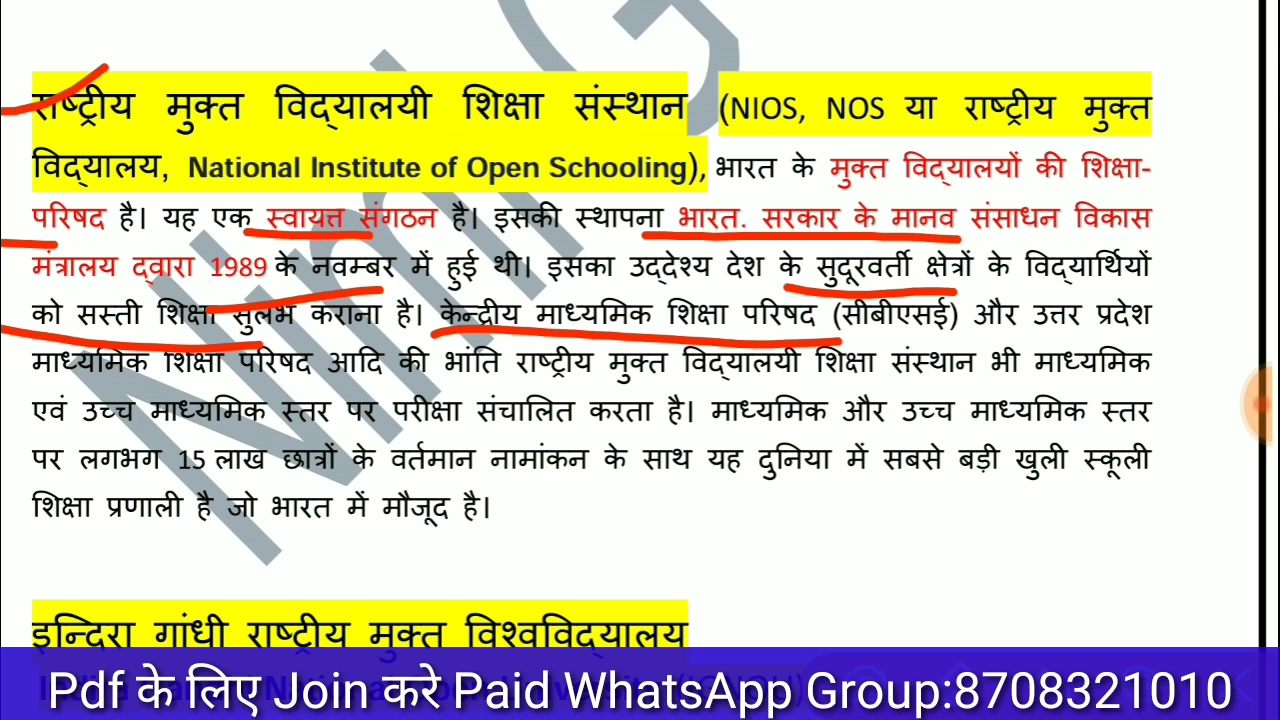 राष्ट्रीय मुक्त विद्यालयी शिक्षा संस्थान (NIOS, NOS या राष्ट्रीय मुक्त
विद्यालय, National Institute of Open Schooling), भारत के मुक्त विद्यालयों की शिक्षा-
परिषद है। यह एक स्वायत्त संगठन है। इसकी स्थापना भारत. सरकार के मानव संसाधन विकास
मंत्रालय द्वारा 1989 के नवम्बर में हुई थी। इसका उद्देश्य देश के सुदूरवर्ती क्षेत्रों के विद्यार्थियों
को सस्ती शिक्षा सुलभ कराना है। केन्द्रीय माध्यमिक शिक्षा परिषद (सीबीएसई) और उत्तर प्रदेश
माध्यमिक शिक्षा परिषद आदि की भांति राष्ट्रीय मुक्त विद्यालयी शिक्षा संस्थान भी माध्यमिक
एवं उच्च माध्यमिक स्तर पर परीक्षा संचालित करता है। माध्यमिक और उच्च माध्यमिक स्तर
पर लगभग 15 लाख छात्रों के वर्तमान नामांकन के साथ यह दुनिया में सबसे बड़ी खुली स्कूली
शिक्षा प्रणाली है जो भारत में मौजूद है।
इन्दिरा गांधी राष्ट्रीय मुक्त विश्वविद्यालय
Pdf के लिए Join करे Paid WhatsApp Group:8708321010